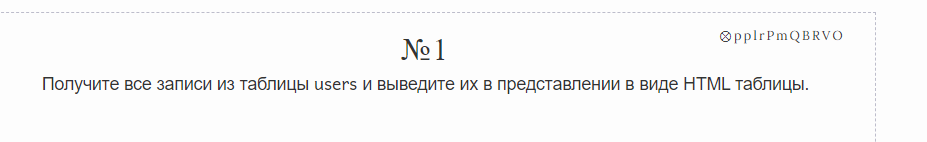 ⊗pplrPmQBRVO
№1
Получите все записи из таблицы users и выведите их в представлении в виде HTML таблицы.